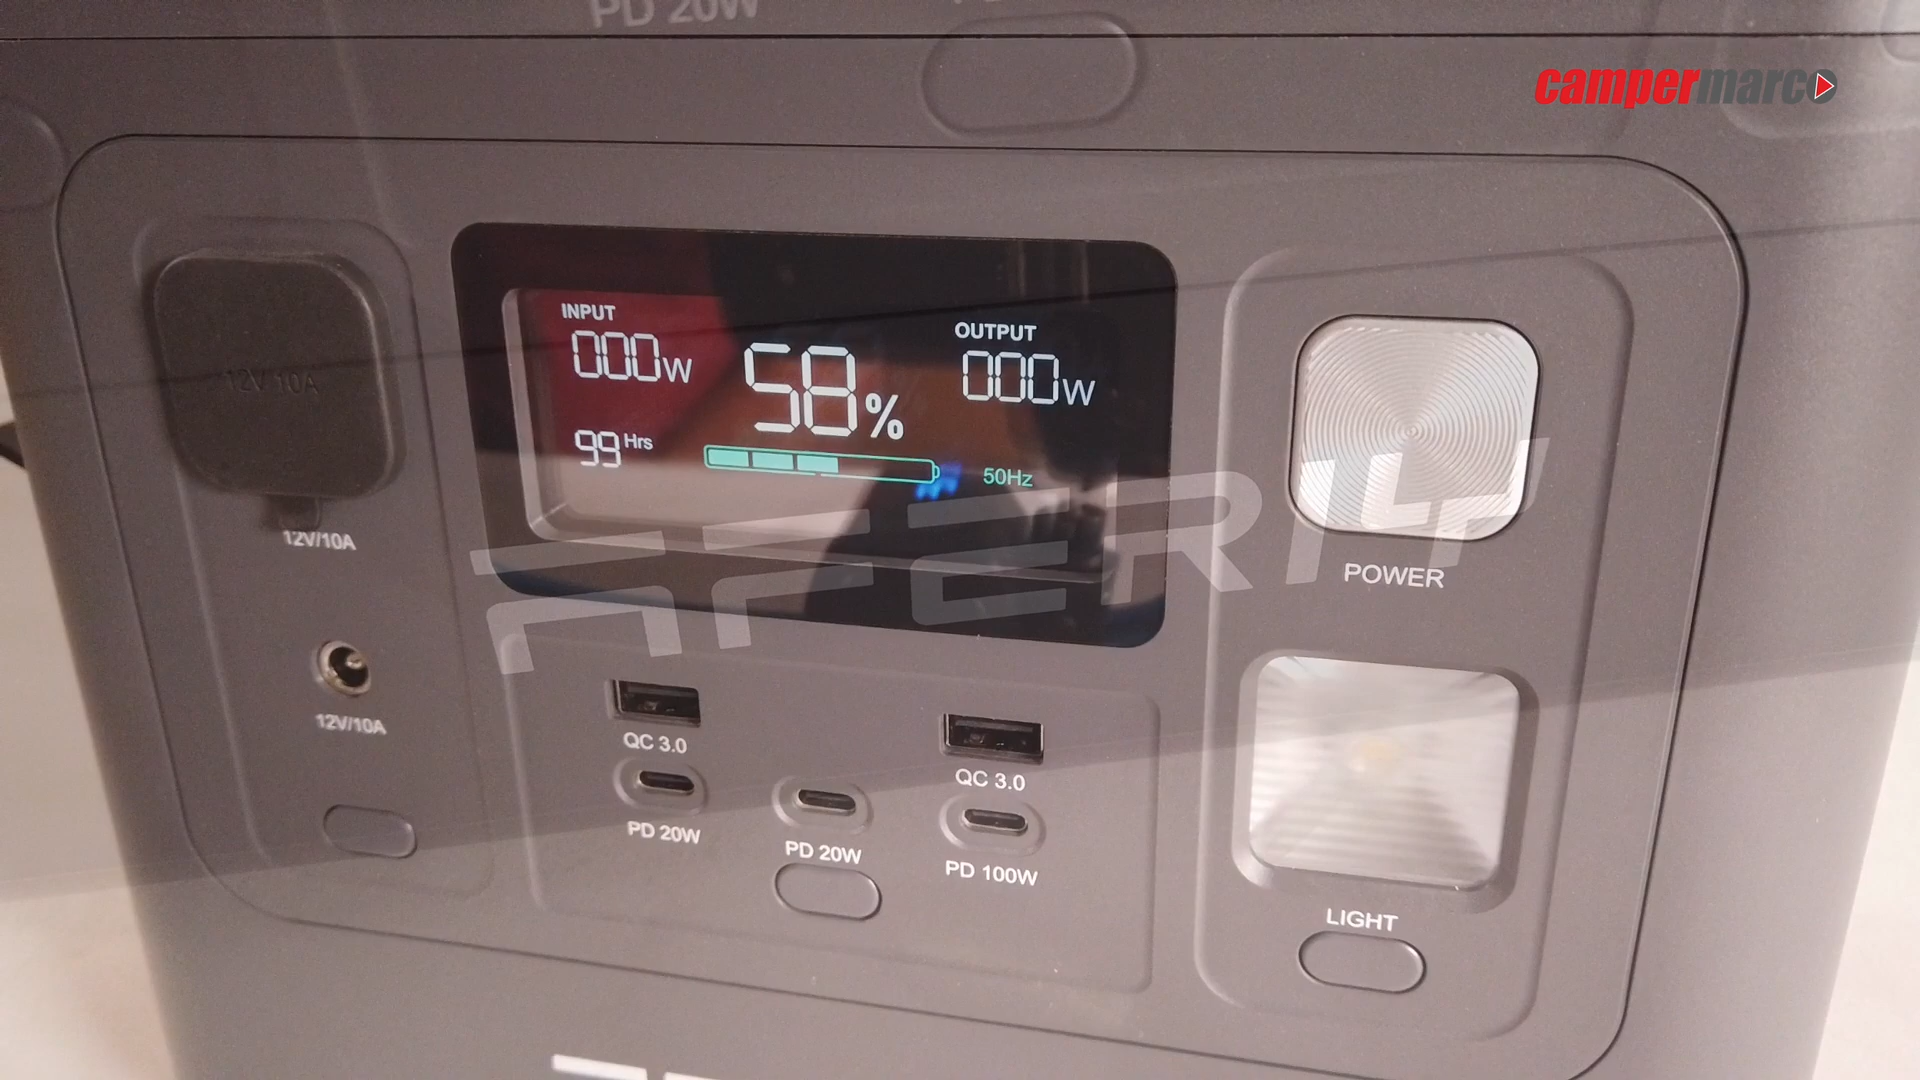 PD 20W
campermarco
INPUT
000W
58%
OUTPUT
000W
99 Hrs
50Hz
12V 10A
12V/10A
AFERIY
POWER
12V/10A
QC 3.0
QC 3.0
PD 20W
PD 20W
PD 100W
LIGHT